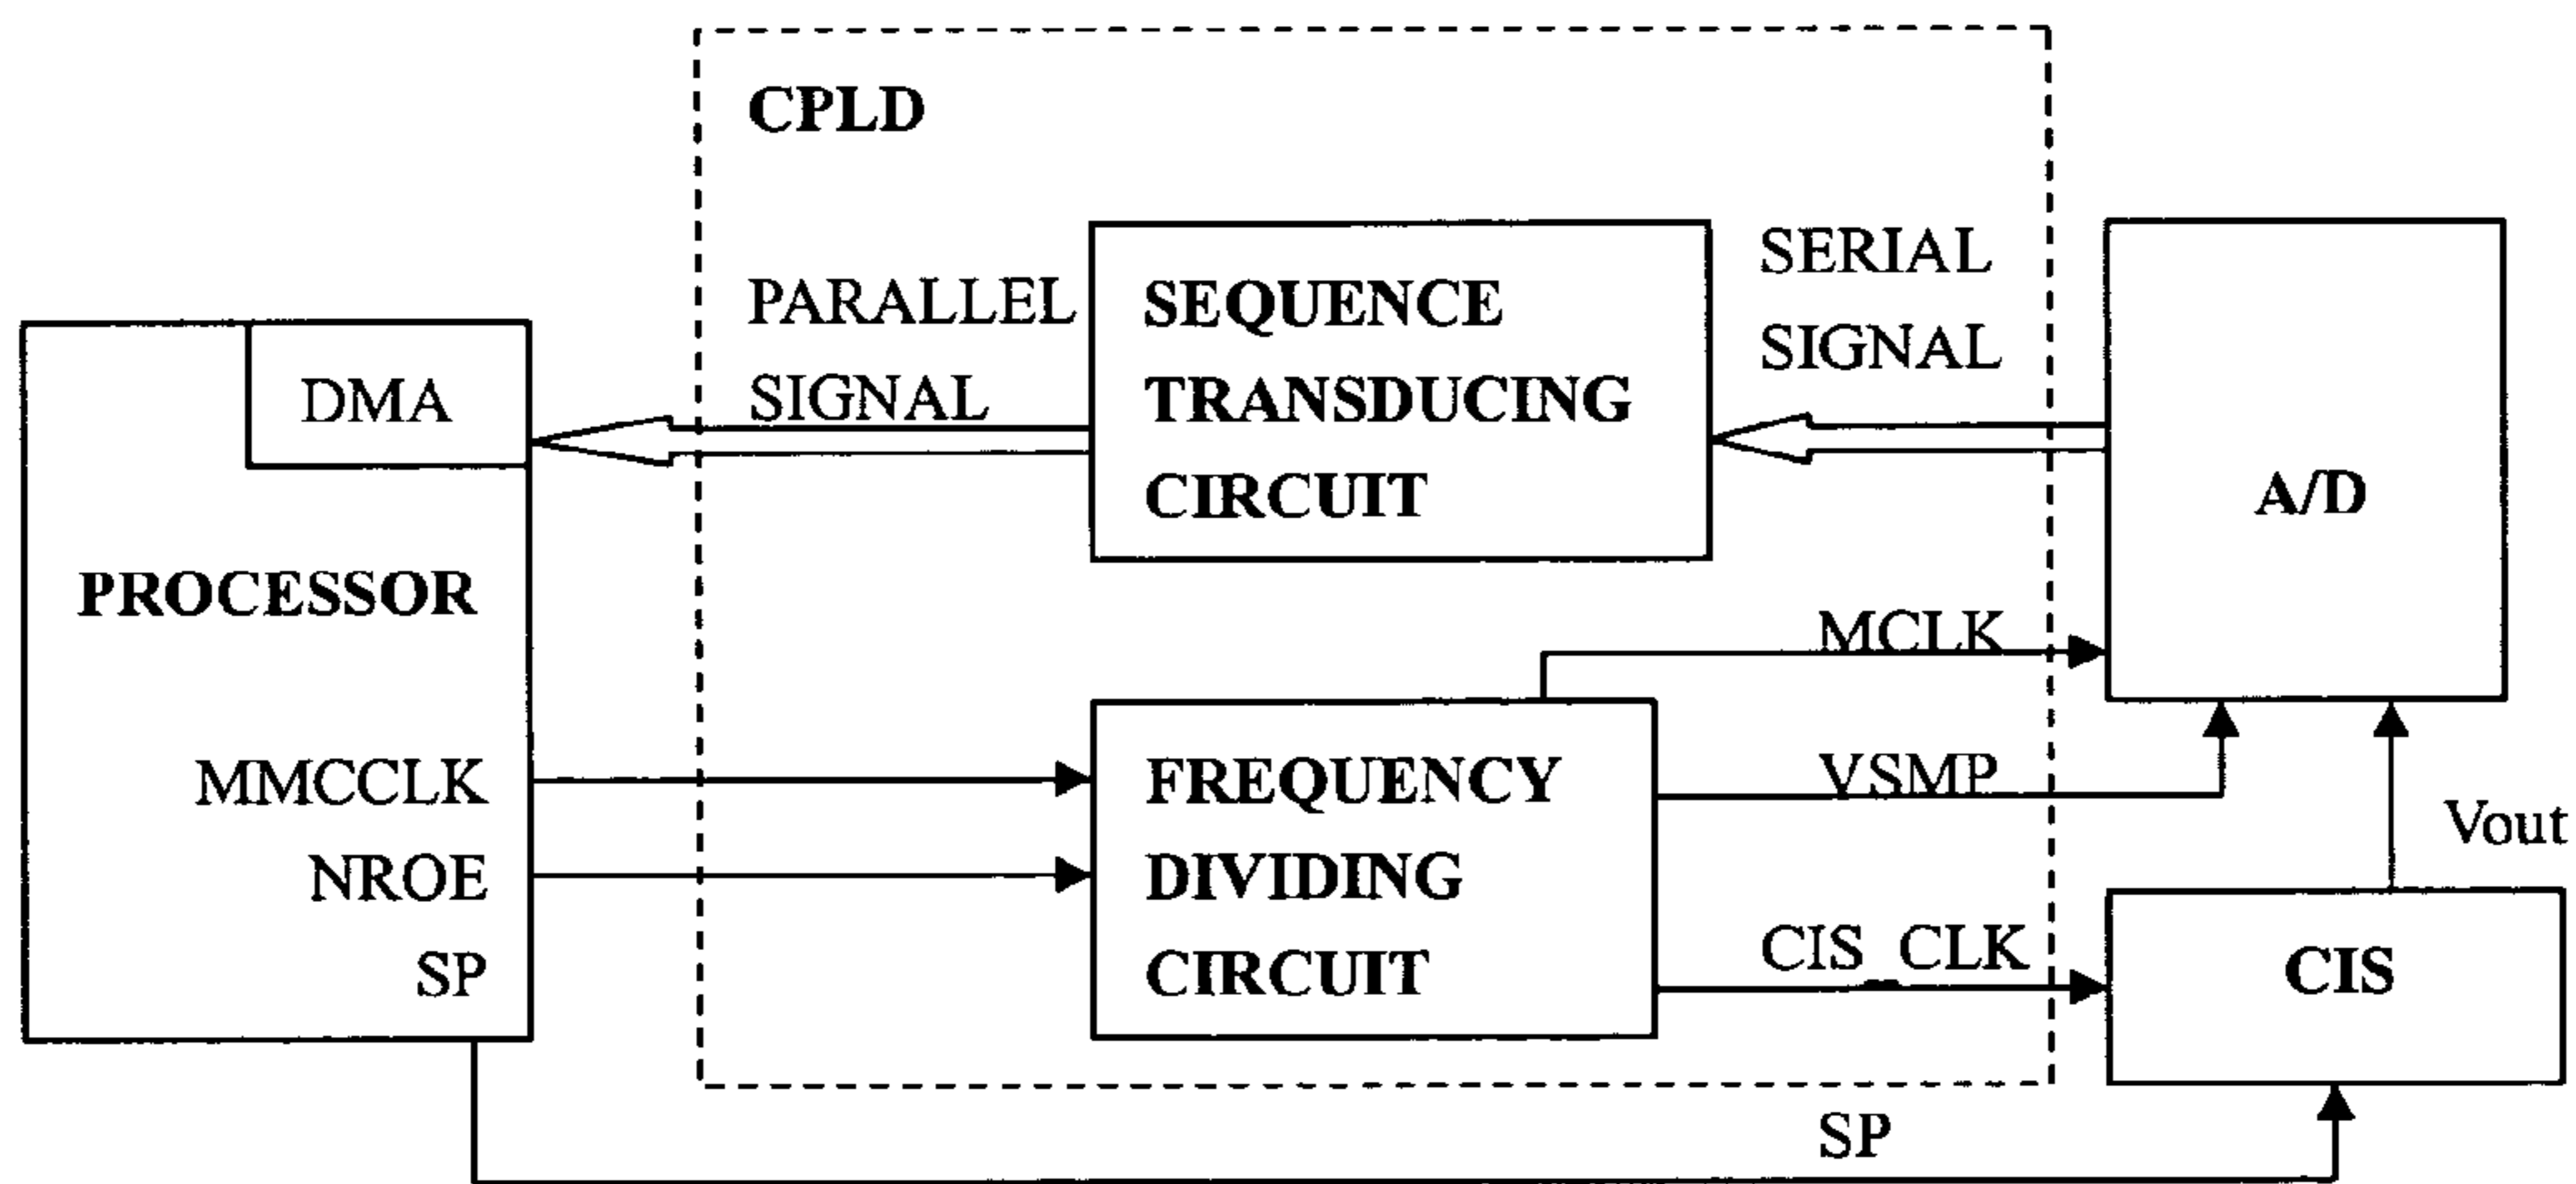 CPLD
PARALLEL
SIGNAL
SEQUENCE
TRANSDUCING
CIRCUIT
SERIAL
SIGNAL
A/D
DMA
PROCESSOR
MMCCLK
NROE
SP
FREQUENCY
DIVIDING
CIRCUIT
MCLK
VSMP
CIS_CLK
Vout
CIS
SP